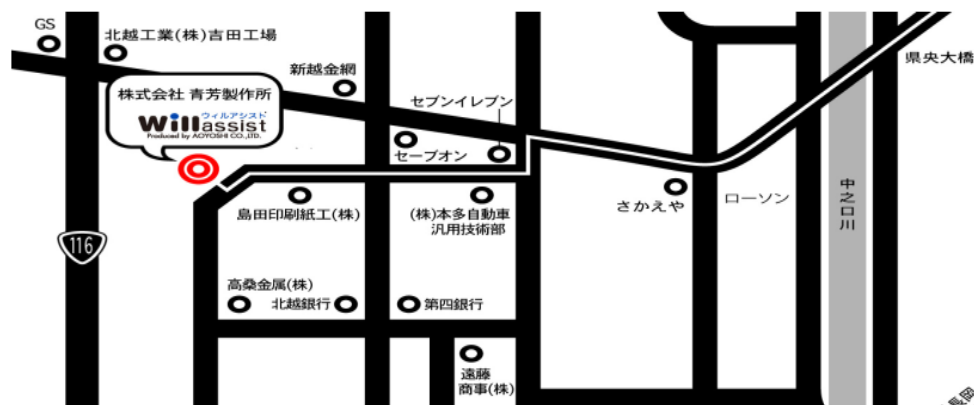 GS
北越工業(株)吉田工場
県央大橋
新越金網
株式会社 青芳製作所
ウィルアシスト
Willassist
Produced by AOYOSHI CO.,LTD.
セブンイレブン
セーブオン
さかえや
ローソン
中之口川
島田印刷紙工(株)
(株)本多自動車
汎用技術部
116
高桑金属(株)
北越銀行
第四銀行
遠藤
商事(株)
長岡